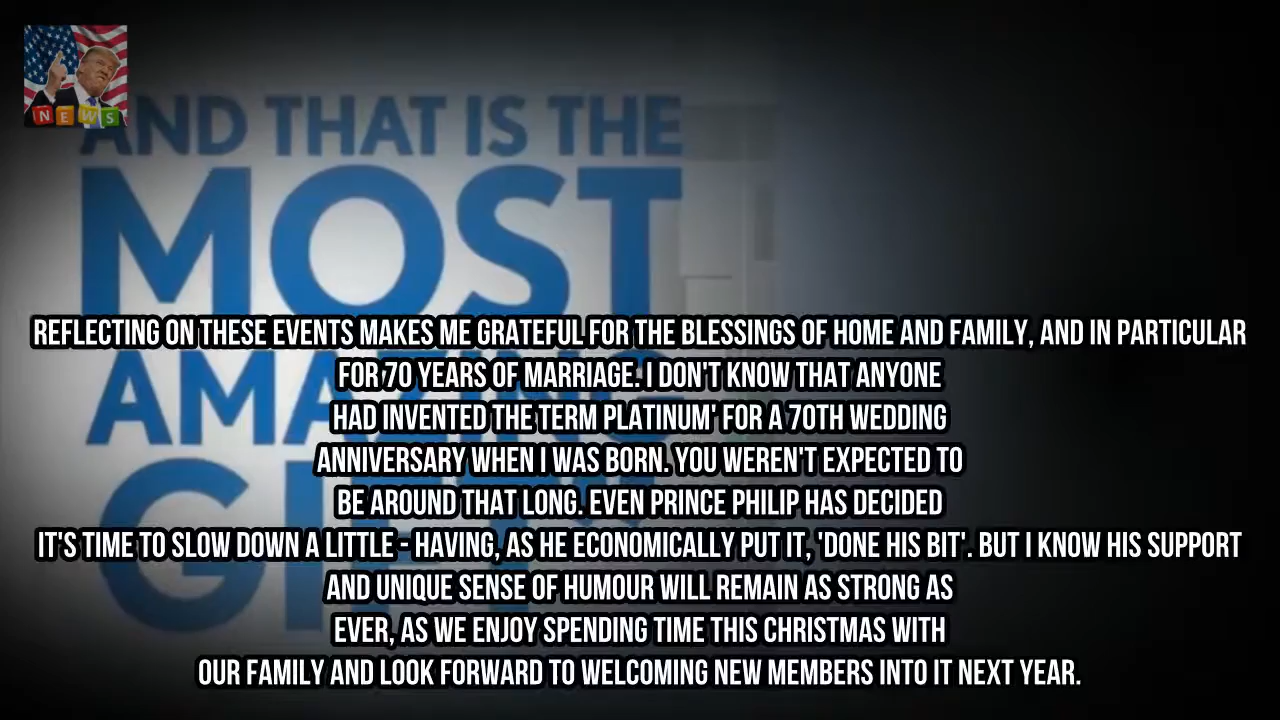 NEWS
AND THAT IS THE
MOST
AMAZING
REFLECTING ON THESE EVENTS MAKES ME GRATEFUL FOR THE BLESSINGS OF HOME AND FAMILY, AND IN PARTICULAR
FOR 70 YEARS OF MARRIAGE. I DON'T KNOW THAT ANYONE
HAD INVENTED THE TERM PLATINUM' FOR A 70TH WEDDING
ANNIVERSARY WHEN I WAS BORN. YOU WEREN'T EXPECTED TO
BE AROUND THAT LONG. EVEN PRINCE PHILIP HAS DECIDED
IT'S TIME TO SLOW DOWN A LITTLE - HAVING, AS HE ECONOMICALLY PUT IT, 'DONE HIS BIT'. BUT I KNOW HIS SUPPORT
AND UNIQUE SENSE OF HUMOUR WILL REMAIN AS STRONG AS
EVER, AS WE ENJOY SPENDING TIME THIS CHRISTMAS WITH
OUR FAMILY AND LOOK FORWARD TO WELCOMING NEW MEMBERS INTO IT NEXT YEAR.